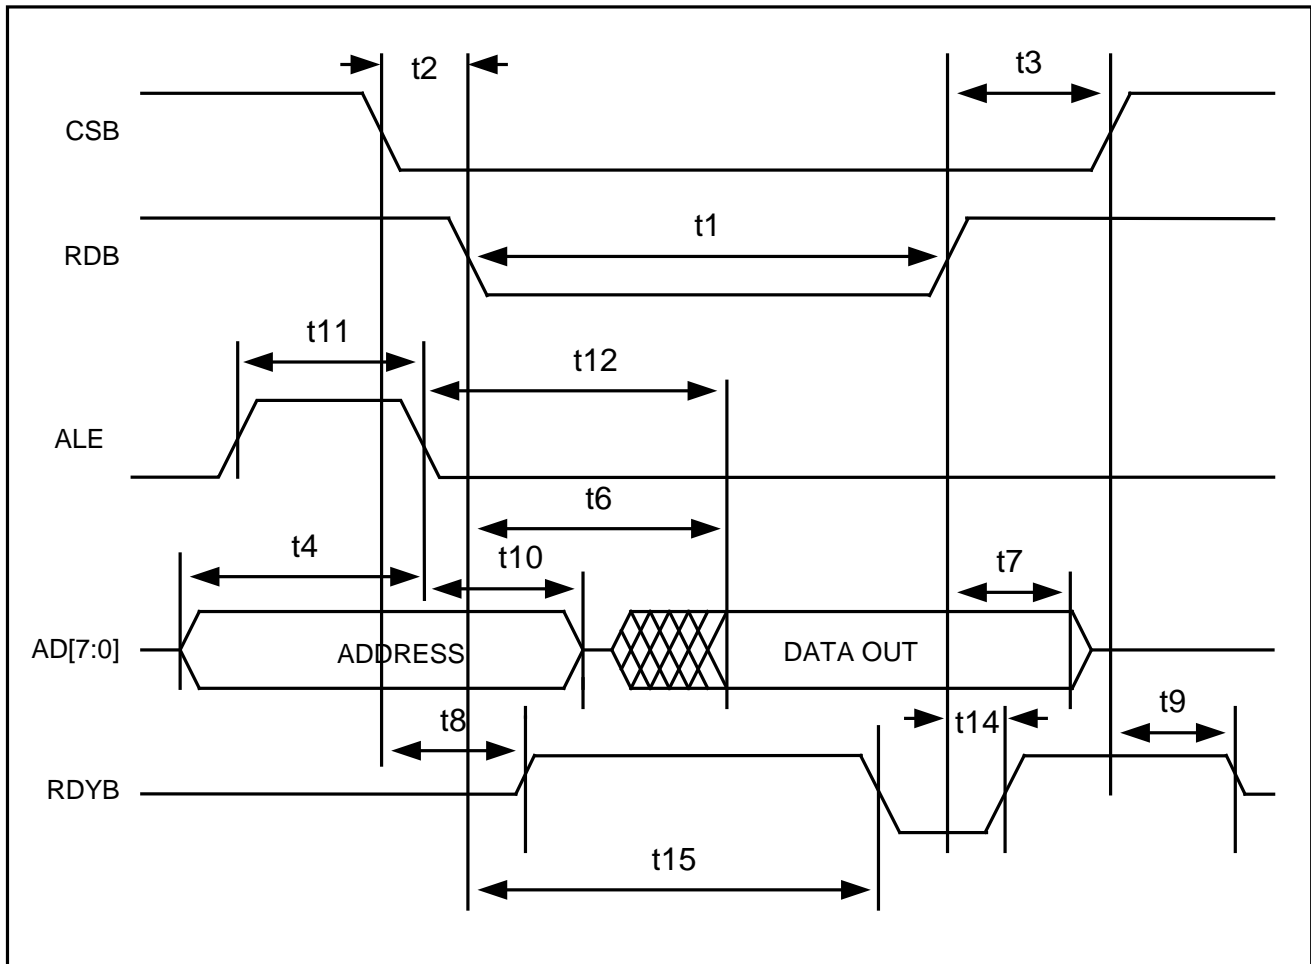 t2
t3
CSB
t1
RDB
t11
t12
ALE
t6
t4
t10
t7
AD[7:0]
ADDRESS
DATA OUT
t8
t14
t9
RDYB
t15